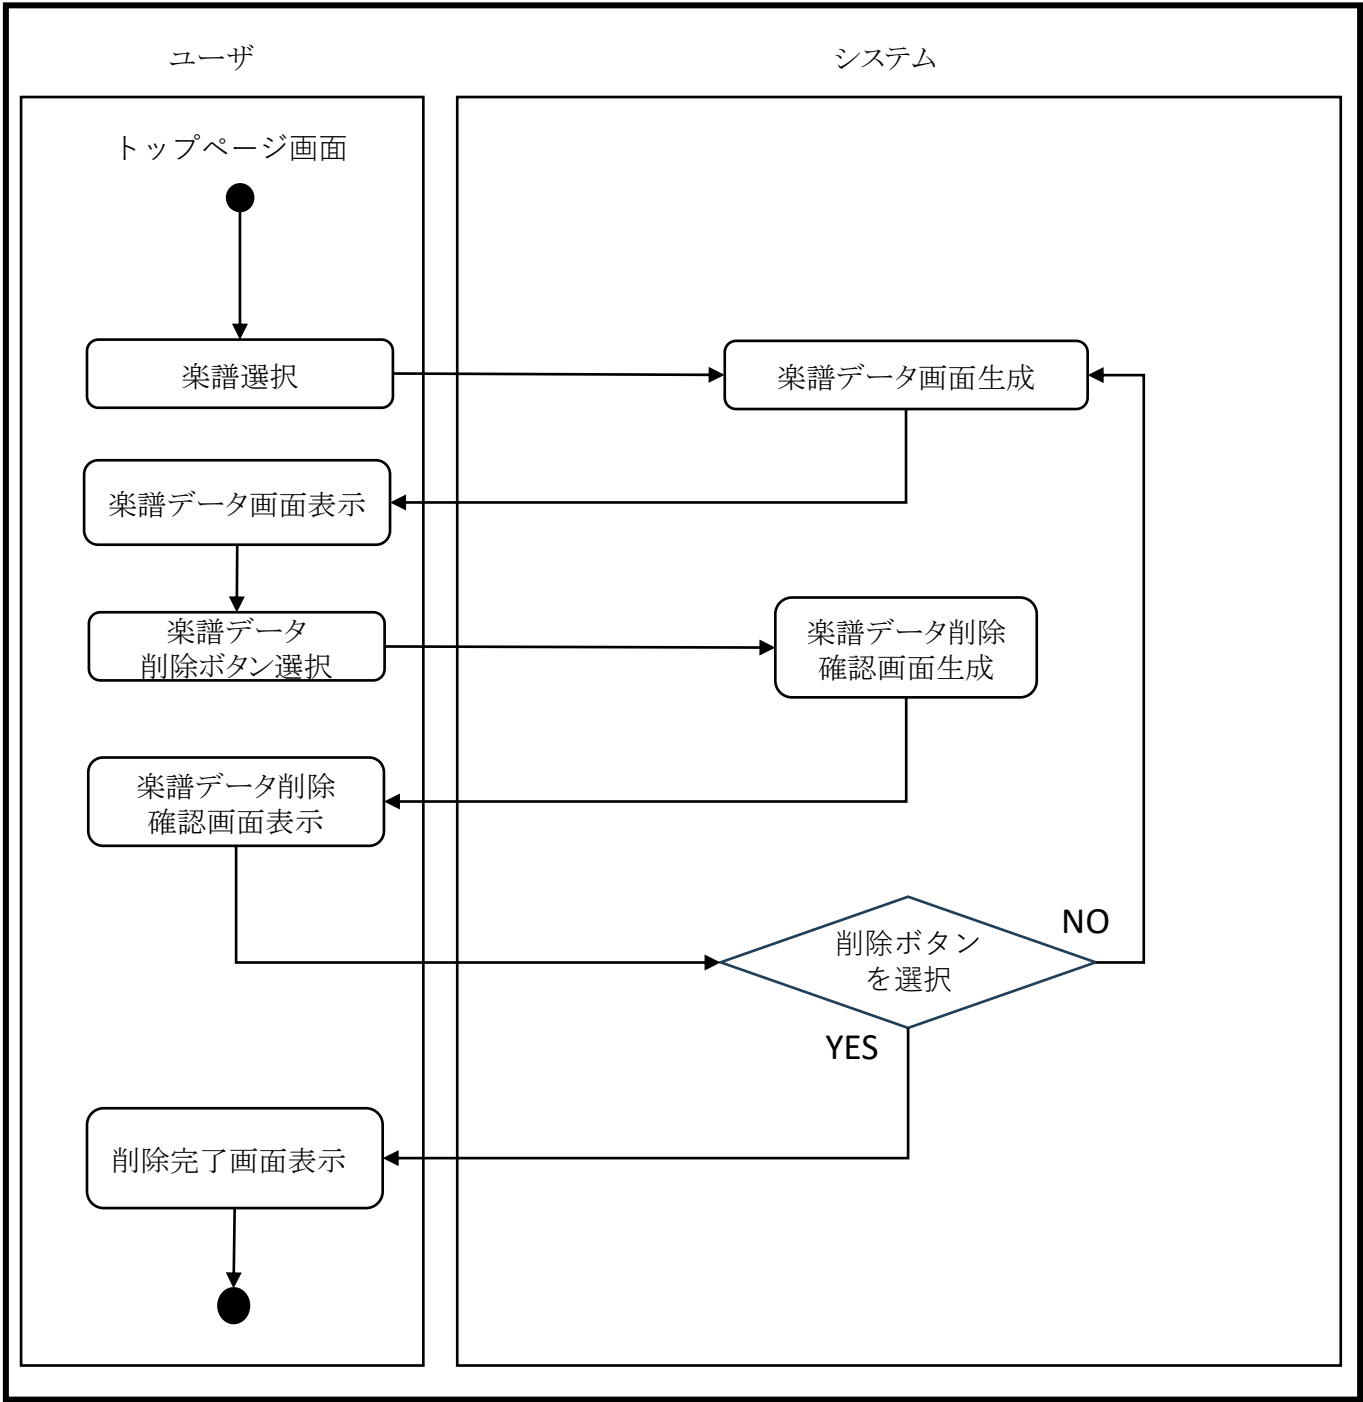 ユーザ
システム
トップページ画面
楽譜選択
楽譜データ画面生成
楽譜データ画面表示
楽譜データ
削除ボタン選択
楽譜データ削除
確認画面生成
楽譜データ削除
確認画面表示
削除ボタン
を選択
NO
YES
削除完了画面表示